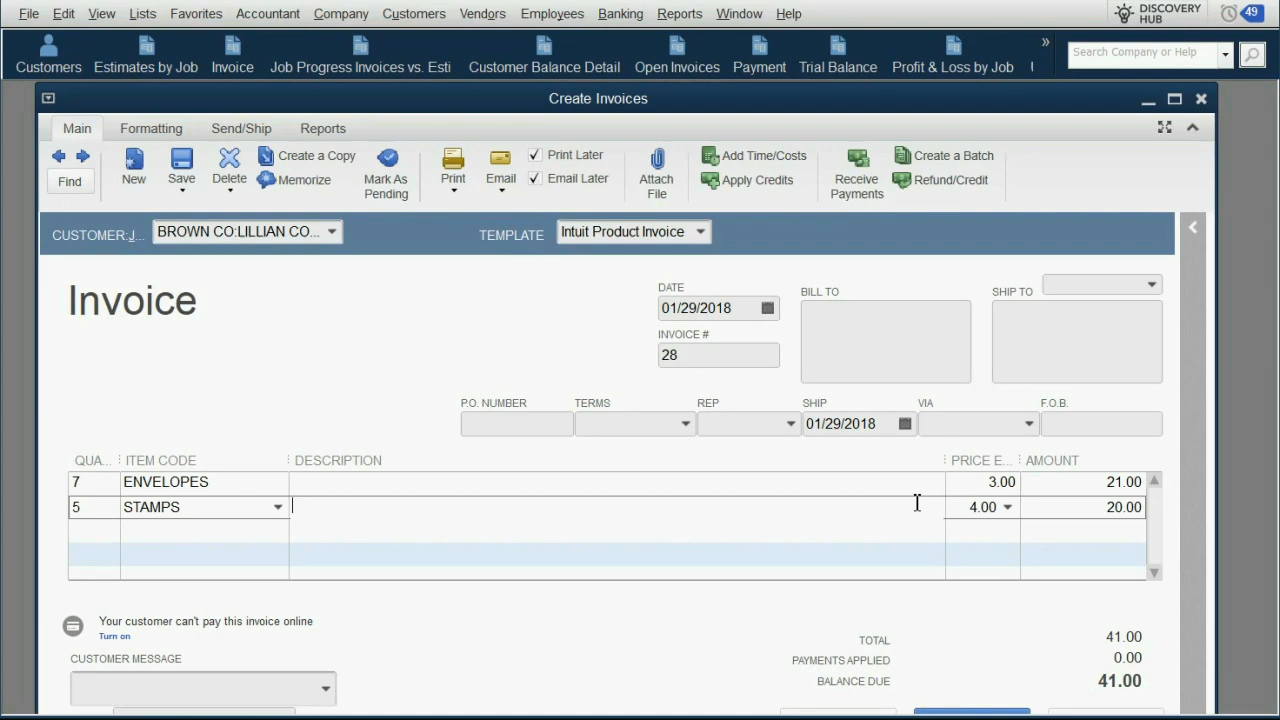 File Edit View Lists Favorites Accountant Company Customers Vendors Employees Banking Reports Window Help
DISCOVERY HUB 49
Customers Estimates by Job Invoice Job Progress Invoices vs. Esti Customer Balance Detail Open Invoices Payment Trial Balance Profit & Loss by Job » Search Company or Help
Create Invoices
Main Formatting Send/Ship Reports
Find New Save Delete Create a Copy Memorize Mark As Pending Print Email Print Later Email Later Attach File Add Time/Costs Apply Credits Receive Payments Create a Batch Refund/Credit
CUSTOMER:J... BROWN CO:LILLIAN CO... TEMPLATE Intuit Product Invoice
Invoice
DATE BILL TO SHIP TO
01/29/2018
INVOICE #
28
P.O. NUMBER TERMS REP SHIP VIA F.O.B.
01/29/2018
QUA... ITEM CODE DESCRIPTION PRICE E... AMOUNT
7 ENVELOPES 3.00 21.00
5 STAMPS 4.00 20.00
Your customer can't pay this invoice online
Turn on
TOTAL 41.00
CUSTOMER MESSAGE PAYMENTS APPLIED 0.00
BALANCE DUE 41.00